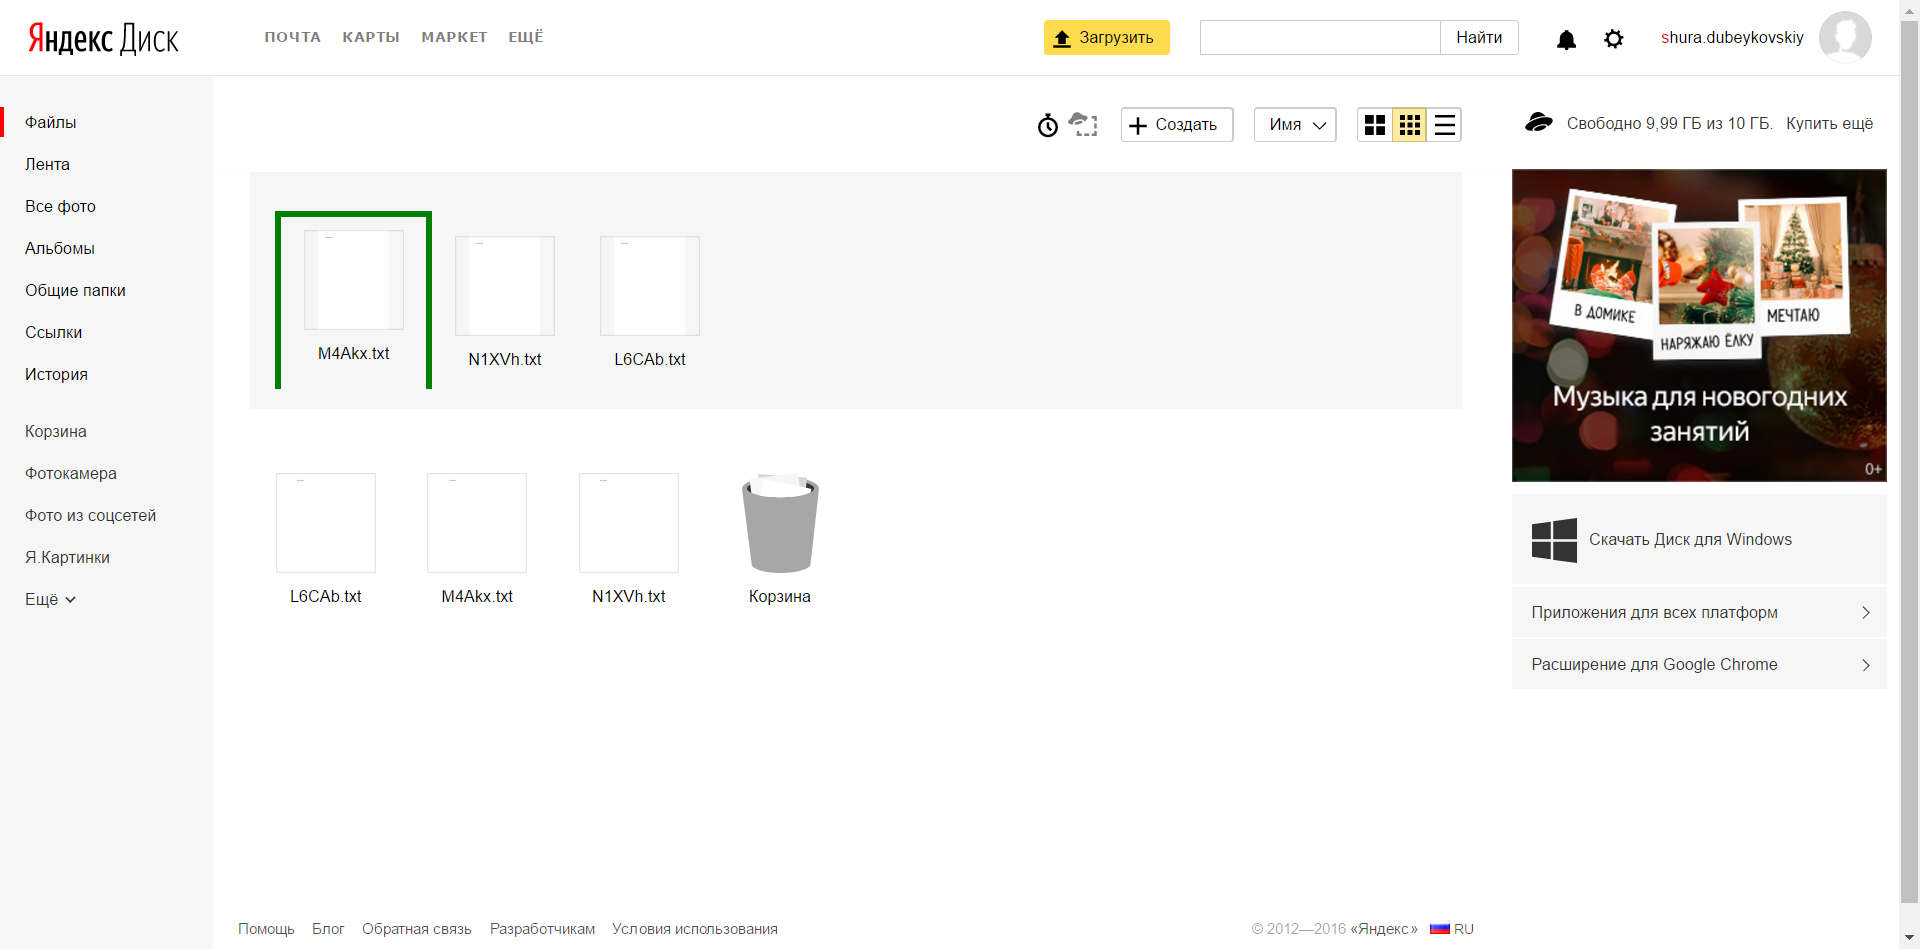 Яндекс Диск
ПОЧТА КАРТЫ МАРКЕТ ЕЩЁ
Загрузить
Найти
shura.dubeykovskiy
Файлы
Лента
Все фото
Альбомы
Общие папки
Ссылки
История
Корзина
Фотокамера
Фото из соцсетей
Я.Картинки
Ещё
Создать
Имя
Свободно 9,99 ГБ из 10 ГБ. Купить ещё
M4Akx.txt
N1XVh.txt
L6CAb.txt
L6CAb.txt
M4Akx.txt
N1XVh.txt
Корзина
В ДОМИКЕ
НАРЯЖАЮ ЁЛКУ
МЕЧТАЮ
Музыка для новогодних
занятий
0+
Скачать Диск для Windows
Приложения для всех платформ
Расширение для Google Chrome
Помощь Блог Обратная связь Разработчикам Условия использования
© 2012—2016 «Яндекс» RU